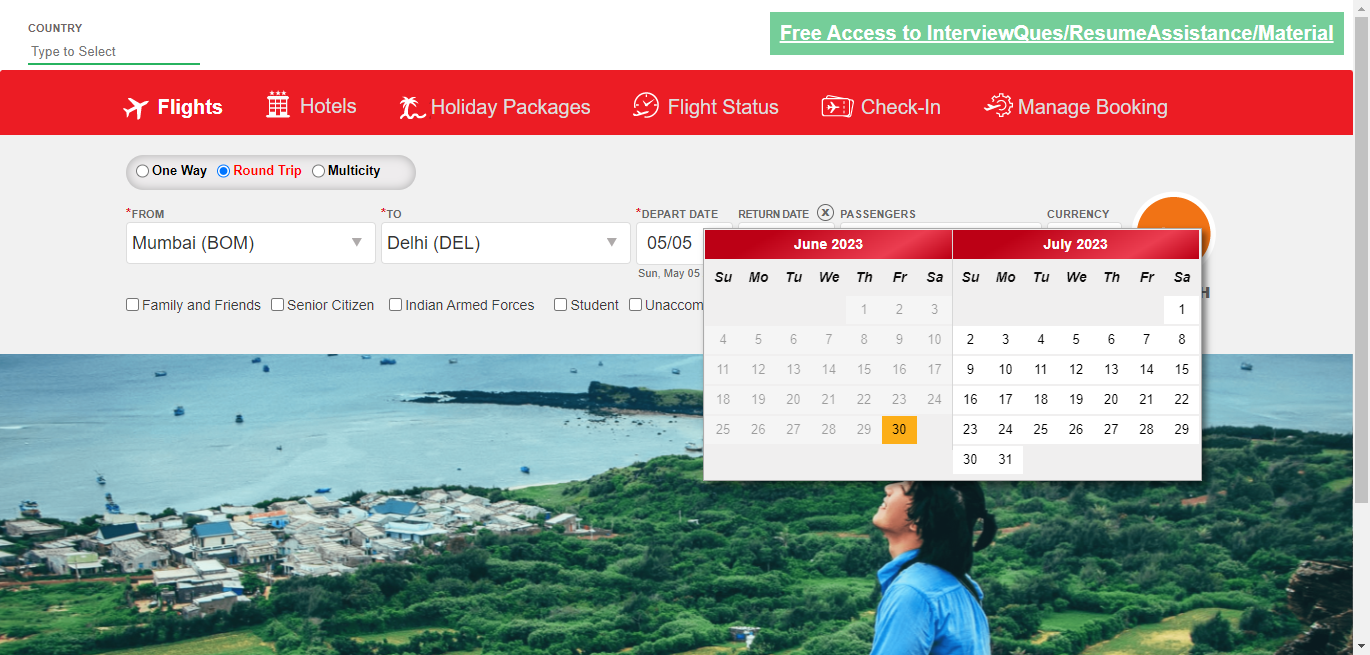 COUNTRY
Type to Select
Free Access to InterviewQues/ResumeAssistance/Material
Flights Hotels Holiday Packages Flight Status Check-In Manage Booking
One Way Round Trip Multicity
*FROM *TO *DEPART DATE RETURN DATE X PASSENGERS CURRENCY
Mumbai (BOM) Delhi (DEL) 05/05
Sun, May 05
Family and Friends Senior Citizen Indian Armed Forces Student Unaccom
June 2023
Su Mo Tu We Th Fr Sa
1 2 3
4 5 6 7 8 9 10
11 12 13 14 15 16 17
18 19 20 21 22 23 24
25 26 27 28 29 30
July 2023
Su Mo Tu We Th Fr Sa
1
2 3 4 5 6 7 8
9 10 11 12 13 14 15
16 17 18 19 20 21 22
23 24 25 26 27 28 29
30 31
H